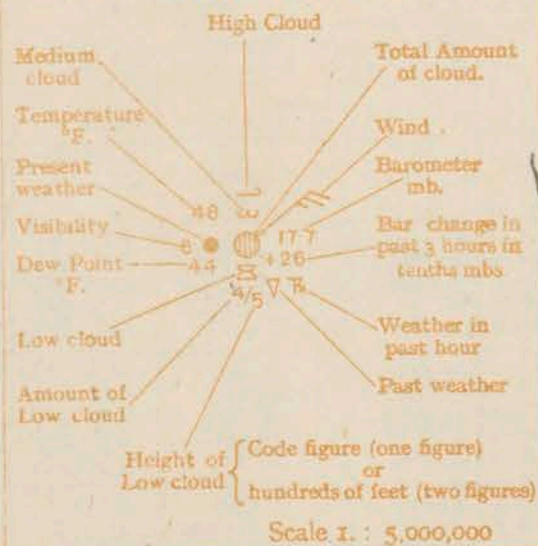 High Cloud
Medium cloud
Total Amount of cloud.
Temperature °F.
Wind
Present weather
Barometer mb.
48
Visibility
6
17·7
Bar change in past 3 hours in tenths mbs
+26
Dew Point °F.
44
4/5
Low cloud
Weather in past hour
Amount of Low cloud
Past weather
Height of Low cloud
Code figure (one figure)
or
hundreds of feet (two figures)
Scale 1. : 5,000,000